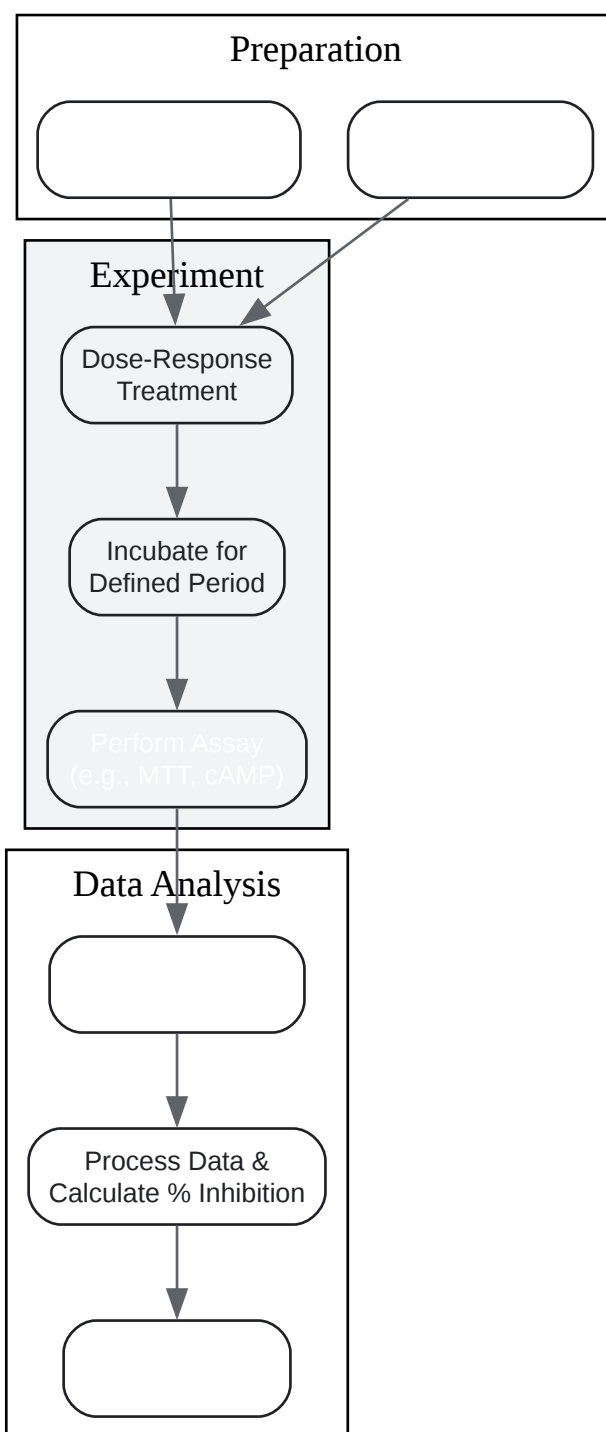 Preparation
Experiment
Dose-Response
Treatment
Incubate for
Defined Period
Perform Assay
(e.g., MTT, cAMP)
Data Analysis
Process Data &
Calculate % Inhibition